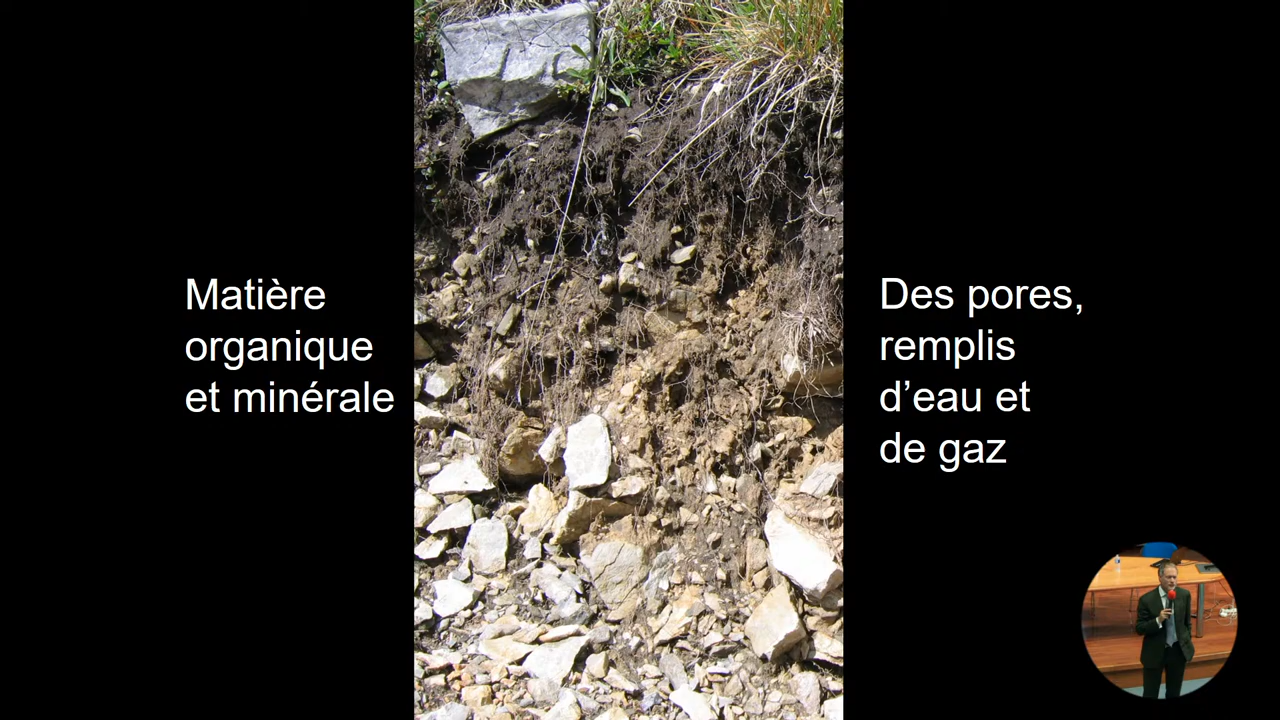 Matière
organique
et minérale
Des pores,
remplis
d’eau et
de gaz